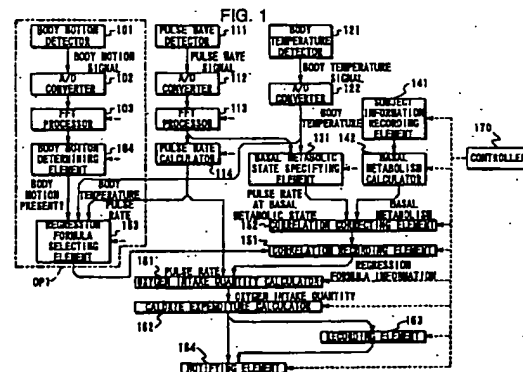 FIG. 1
101
BODY MOTION
DETECTOR
BODY MOTION
SIGNAL
102
A/D
CONVERTER
103
FFT
PROCESSOR
104
BODY MOTION
DETERMINING
ELEMENT
BODY
MOTION
PRESENT?
BODY
TEMPERATURE
PULSE
RATE
153
REGRESSION
FORMULA
SELECTING
ELEMENT
OP1
111
PULSE WAVE
DETECTOR
PULSE WAVE
SIGNAL
112
A/D
CONVERTER
113
FFT
PROCESSOR
PULSE RATE
CALCULATOR
114
121
BODY
TEMPERATURE
DETECTOR
BODY TEMPERATURE
SIGNAL
122
A/D
CONVERTER
BODY
TEMPERATURE
131
BASAL METABOLIC
STATE SPECIFYING
ELEMENT
PULSE RATE
AT BASAL
METABOLIC STATE
141
SUBJECT
INFORMATION
RECORDING
ELEMENT
142
BASAL
METABOLISM
CALCULATOR
BASAL
METABOLISM
170
CONTROLLER
152
CORRELATION CORRECTING ELEMENT
151
CORRELATION RECORDING ELEMENT
REGRESSION
FORMULA INFORMATION
161
PULSE RATE
OXYGEN INTAKE QUANTITY CALCULATOR
OXYGEN INTAKE QUANTITY
CALORIE EXPENDITURE CALCULATOR
162
163
RECORDING ELEMENT
164
NOTIFYING ELEMENT